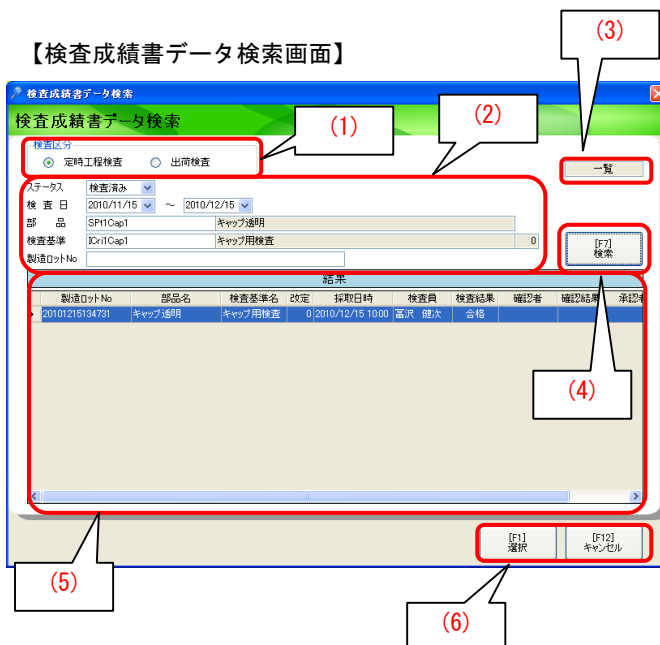 (3)
【検査成績書データ検索画面】
検査成績書データ検索
検査成績書データ検索
(1)
(2)
検査区分
定時工程検査 出荷検査
一覧
ステータス 検査済み
検査日 2010/11/15 ～ 2010/12/15
部品 SPt1Cap1 キャップ透明
検査基準 ICri1Cap1 キャップ用検査 0
製造ロットNo
[F7]
検索
結果
製造ロットNo 部品名 検査基準名 改定 採取日時 検査員 検査結果 確認者 確認結果 承認者
20101215134731 キャップ透明 キャップ用検査 0 2010/12/15 10:00 冨沢 健次 合格
(4)
[F1]
選択
[F12]
キャンセル
(5)
(6)